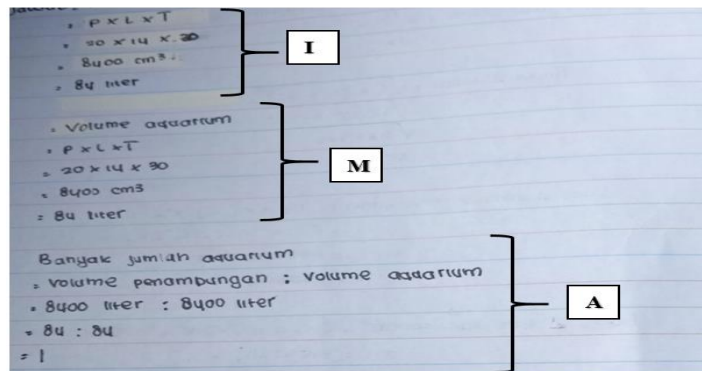 = P x L x T
= 20 x 14 x 30
= 8400 cm³.
= 84 liter
I
= Volume aquarium
= P x L x T
= 20 x 14 x 30
= 8400 cm3
= 84 liter
M
Banyak jumlah aquarium
= Volume penampungan : Volume aquarium
= 8400 liter : 8400 liter
= 84 : 84
= 1
A